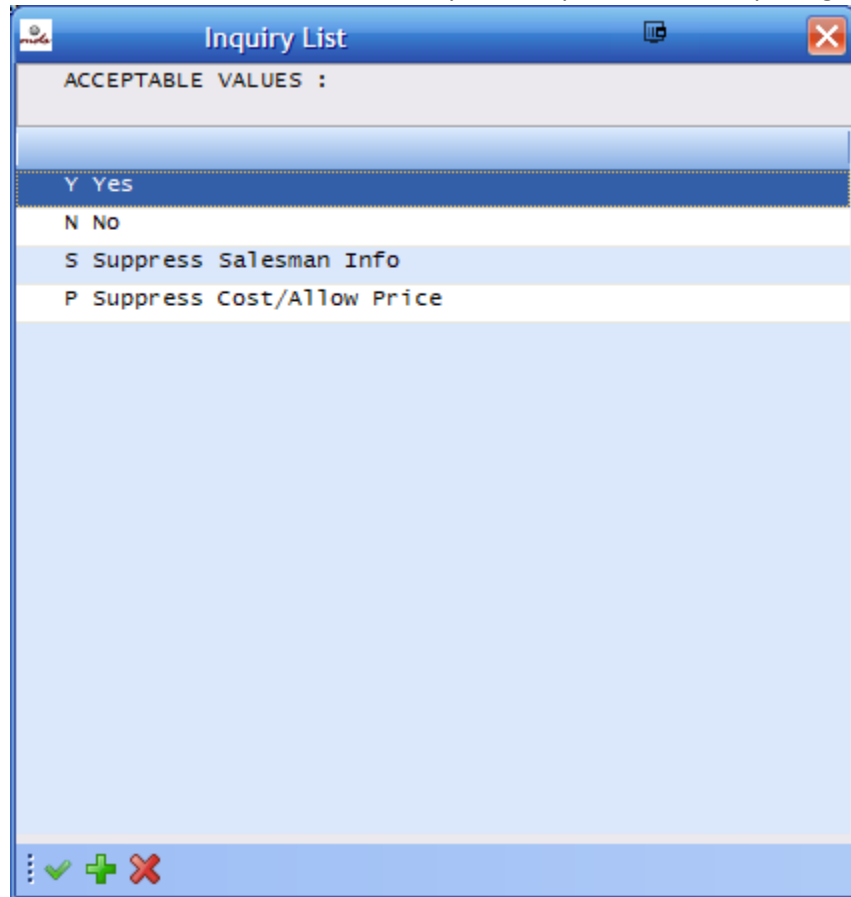 Inquiry List
ACCEPTABLE VALUES :
Y Yes
N No
S Suppress Salesman Info
P Suppress Cost/Allow Price